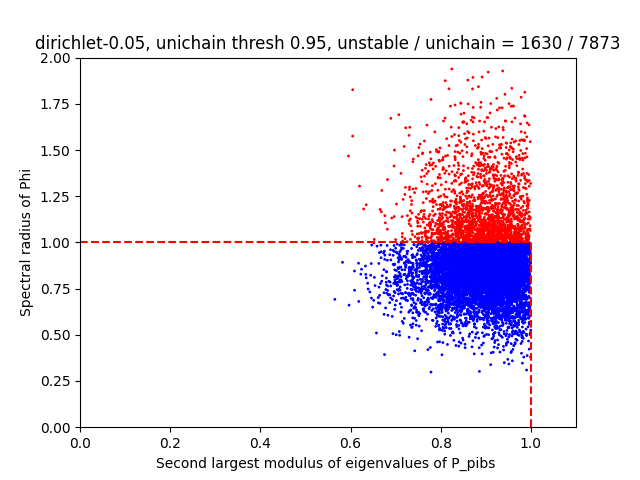 dirichlet-0.05, unichain thresh 0.95, unstable / unichain = 1630 / 7873
2.00
1.75
1.50
1.25
1.00
0.75
0.50
0.25
0.00
Spectral radius of Phi
0.0 0.2 0.4 0.6 0.8 1.0
Second largest modulus of eigenvalues of P_pibs